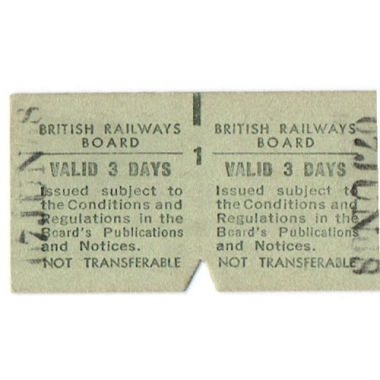 BRITISH RAILWAYS
BOARD
VALID 3 DAYS
Issued subject to
the Conditions and
Regulations in the
Board's Publications
and Notices.
NOT TRANSFERABLE
1
BRITISH RAILWAYS
BOARD
VALID 3 DAYS
Issued subject to
the Conditions and
Regulations in the
Board's Publications
and Notices.
NOT TRANSFERABLE